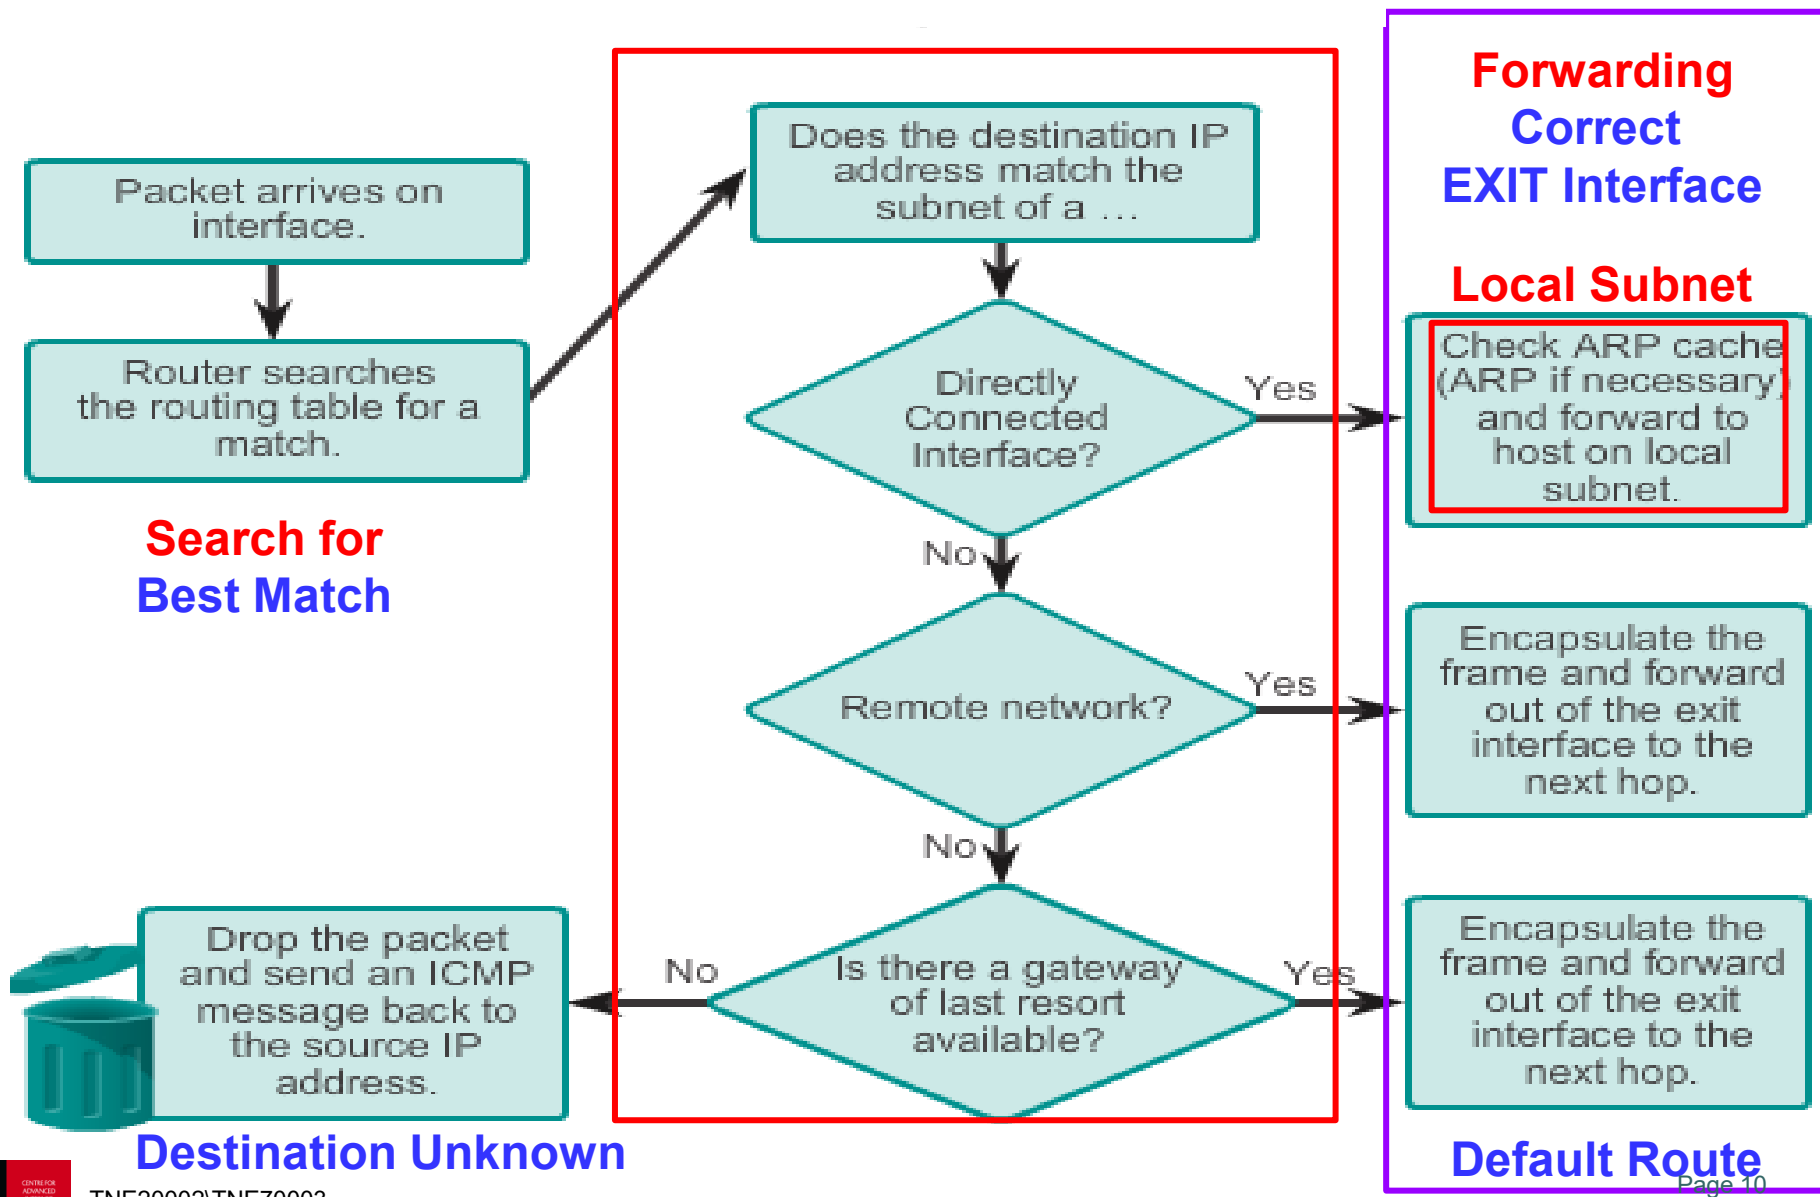 Packet arrives on
interface.
Router searches
the routing table for a
match.
Search for
Best Match
Does the destination IP
address match the
subnet of a ...
Directly
Connected
Interface?
Yes
No
Remote network?
Yes
No
Is there a gateway
of last resort
available?
No
Yes
Forwarding
Correct
EXIT Interface
Local Subnet
Check ARP cache
(ARP if necessary)
and forward to
host on local
subnet.
Encapsulate the
frame and forward
out of the exit
interface to the
next hop.
Encapsulate the
frame and forward
out of the exit
interface to the
next hop.
Default Route
Drop the packet
and send an ICMP
message back to
the source IP
address.
Destination Unknown
CENTRE FOR
ADVANCED
TNE20002\TNE70003
Page 10